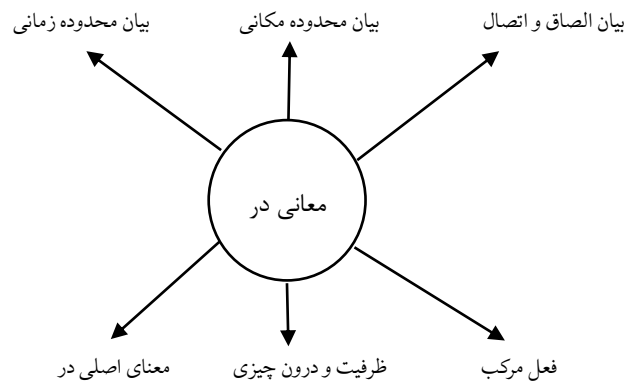 بیان الصاق و اتصال
بیان محدوده مکانی
بیان محدوده زمانی
معانی در
فعل مرکب
ظرفیت و درون چیزی
معنای اصلی در